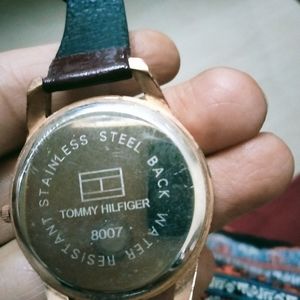 STAINLESS STEEL BACK WATER RESISTANT
TOMMY HILFIGER
8007